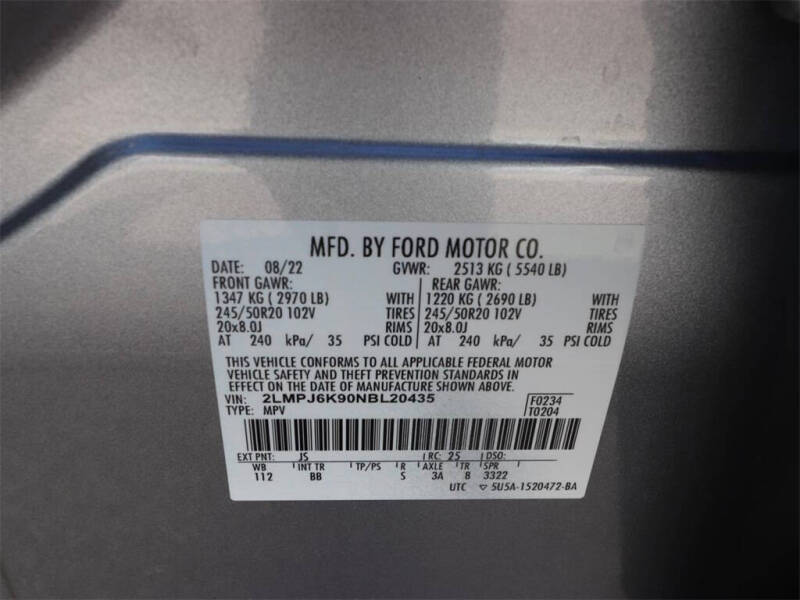 MFD. BY FORD MOTOR CO.
DATE: 08/22 GVWR: 2513 KG ( 5540 LB)
FRONT GAWR: REAR GAWR:
1347 KG ( 2970 LB) WITH 1220 KG ( 2690 LB) WITH
245/50R20 102V TIRES 245/50R20 102V TIRES
20x8.0J RIMS 20x8.0J RIMS
AT 240 kPa/ 35 PSI COLD AT 240 kPa/ 35 PSI COLD
THIS VEHICLE CONFORMS TO ALL APPLICABLE FEDERAL MOTOR
VEHICLE SAFETY AND THEFT PREVENTION STANDARDS IN
EFFECT ON THE DATE OF MANUFACTURE SHOWN ABOVE.
VIN: 2LMPJ6K90NBL20435 F0234
TYPE: MPV T0204
EXT PNT: JS RC: 25 DSO:
WB INT TR TP/PS R AXLE TR SPR
112 BB S 3A B 3322
UTC ▽ 5U5A-1520472-BA